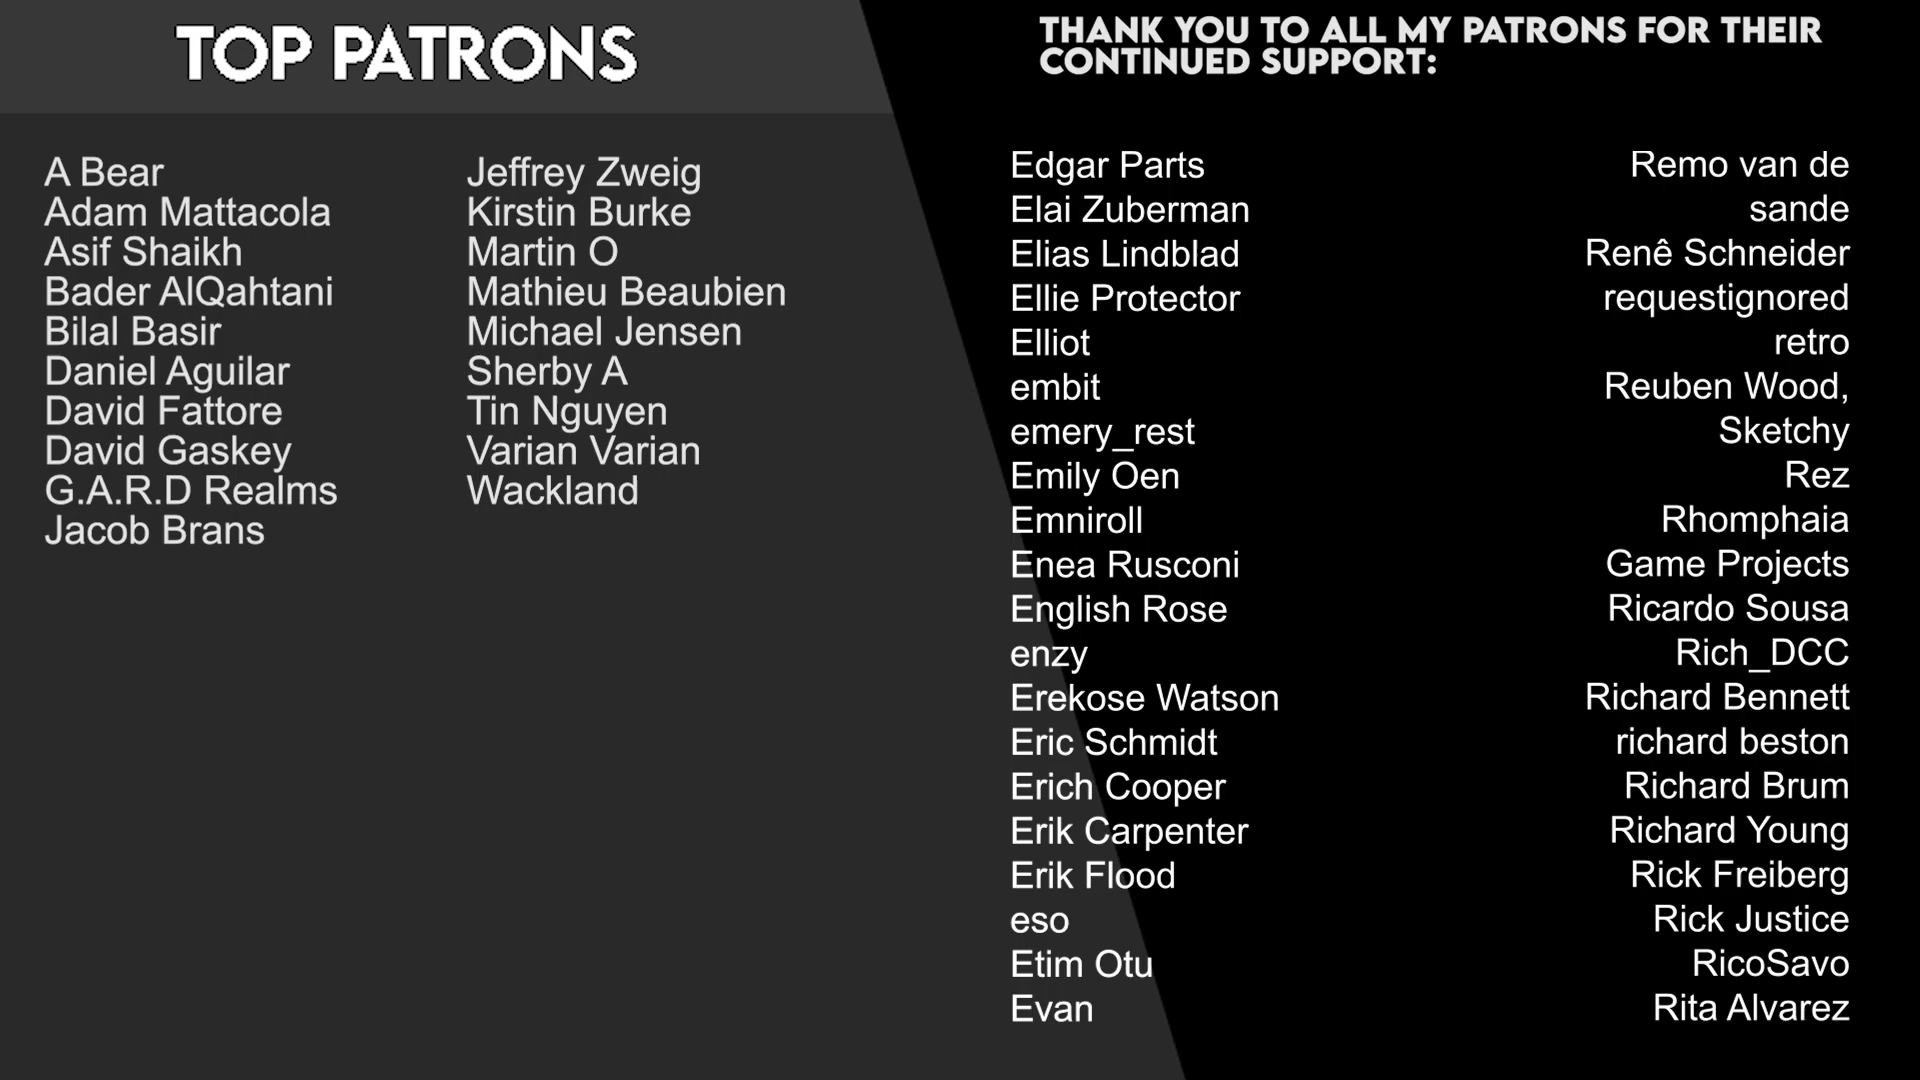 TOP PATRONS
A Bear
Adam Mattacola
Asif Shaikh
Bader AlQahtani
Bilal Basir
Daniel Aguilar
David Fattore
David Gaskey
G.A.R.D Realms
Jacob Brans
Jeffrey Zweig
Kirstin Burke
Martin O
Mathieu Beaubien
Michael Jensen
Sherby A
Tin Nguyen
Varian Varian
Wackland
THANK YOU TO ALL MY PATRONS FOR THEIR
CONTINUED SUPPORT:
Edgar Parts
Elai Zuberman
Elias Lindblad
Ellie Protector
Elliot
embit
emery_rest
Emily Oen
Emniroll
Enea Rusconi
English Rose
enzy
Erekose Watson
Eric Schmidt
Erich Cooper
Erik Carpenter
Erik Flood
eso
Etim Otu
Evan
Remo van de
sande
Renê Schneider
requestignored
retro
Reuben Wood,
Sketchy
Rez
Rhomphaia
Game Projects
Ricardo Sousa
Rich_DCC
Richard Bennett
richard beston
Richard Brum
Richard Young
Rick Freiberg
Rick Justice
RicoSavo
Rita Alvarez